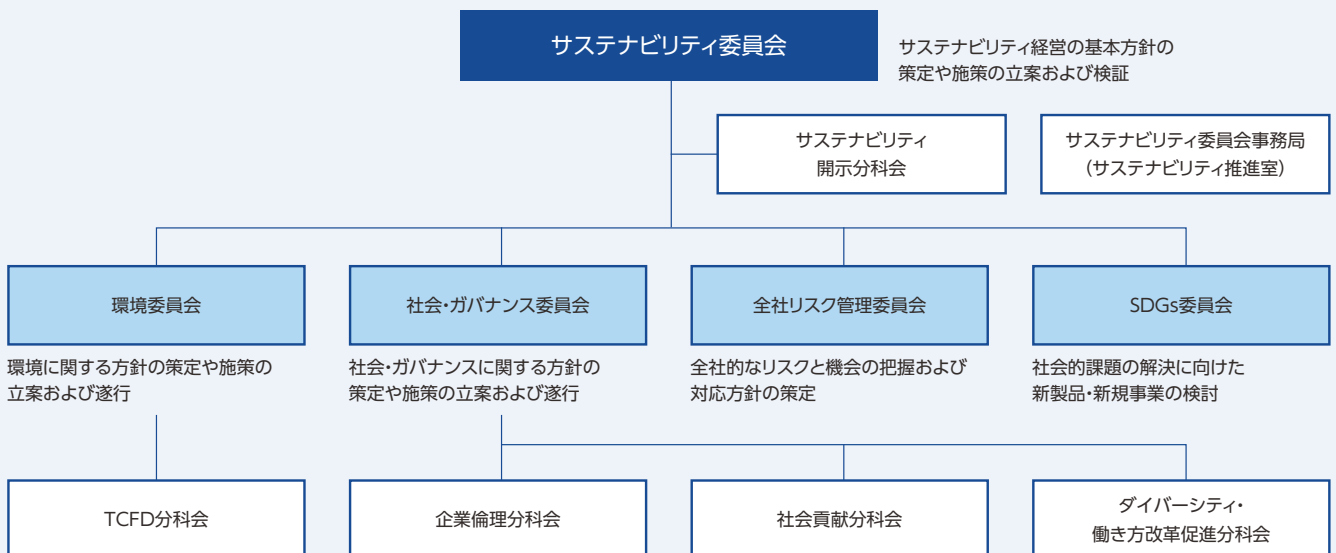 サステナビリティ委員会
サステナビリティ経営の基本方針の
策定や施策の立案および検証
サステナビリティ
開示分科会
サステナビリティ委員会事務局
（サステナビリティ推進室）
環境委員会
環境に関する方針の策定や施策の
立案および遂行
社会・ガバナンス委員会
社会・ガバナンスに関する方針の
策定や施策の立案および遂行
全社リスク管理委員会
全社的なリスクと機会の把握および
対応方針の策定
SDGs委員会
社会的課題の解決に向けた
新製品・新規事業の検討
TCFD分科会
企業倫理分科会
社会貢献分科会
ダイバーシティ・
働き方改革促進分科会